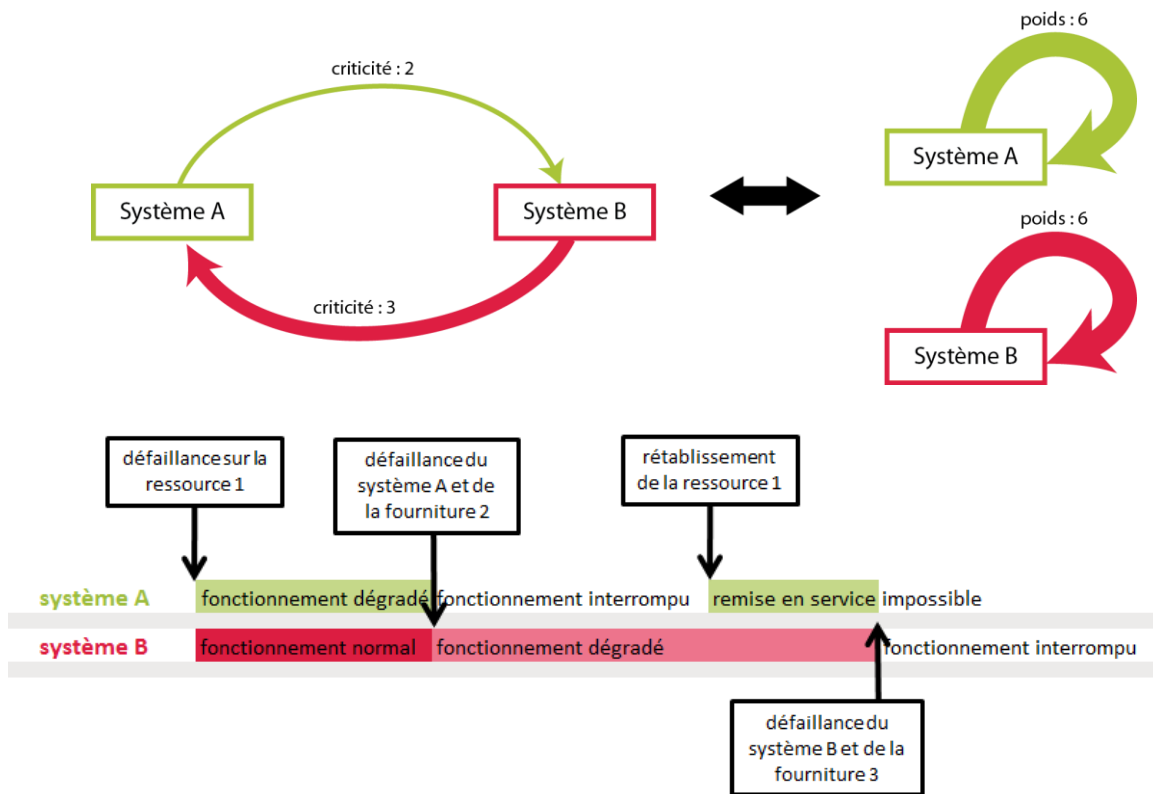 poids : 6
criticité : 2
Système A
Système A
Système B
poids : 6
criticité : 3
Système B
défaillance sur la
ressource 1
défaillance du
système A et de
la fourniture 2
rétablissement
de la ressource 1
système A fonctionnement dégradé fonctionnement interrompu remise en service impossible
système B fonctionnement normal fonctionnement dégradé fonctionnement interrompu
défaillance du
système B et de la
fourniture 3